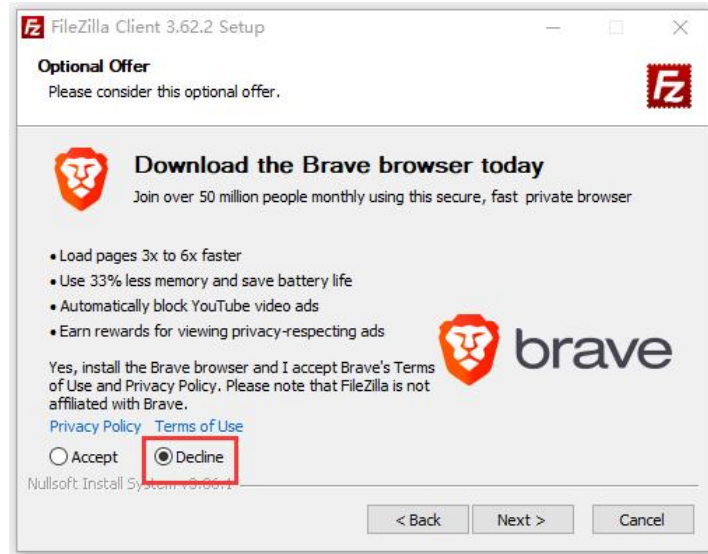 FileZilla Client 3.62.2 Setup
Optional Offer
Please consider this optional offer.
Fz
Download the Brave browser today
Join over 50 million people monthly using this secure, fast private browser
• Load pages 3x to 6x faster
• Use 33% less memory and save battery life
• Automatically block YouTube video ads
• Earn rewards for viewing privacy-respecting ads
brave
Yes, install the Brave browser and I accept Brave's Terms
of Use and Privacy Policy. Please note that FileZilla is not
affiliated with Brave.
Privacy Policy Terms of Use
Accept Decline
Nullsoft Install System
< Back Next > Cancel